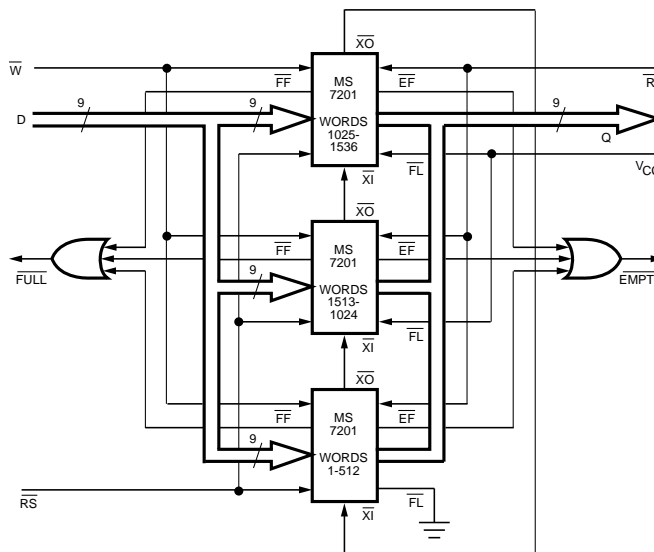 XO
W
FF
MS
7201
EF
R
D
9
9
WORDS
1025-
1536
9
Q
XI
FL
VCC
XO
FF
MS
7201
EF
FULL
9
WORDS
1513-
1024
EMPT
XI
FL
XO
FF
MS
7201
EF
9
WORDS
1-512
RS
XI
FL